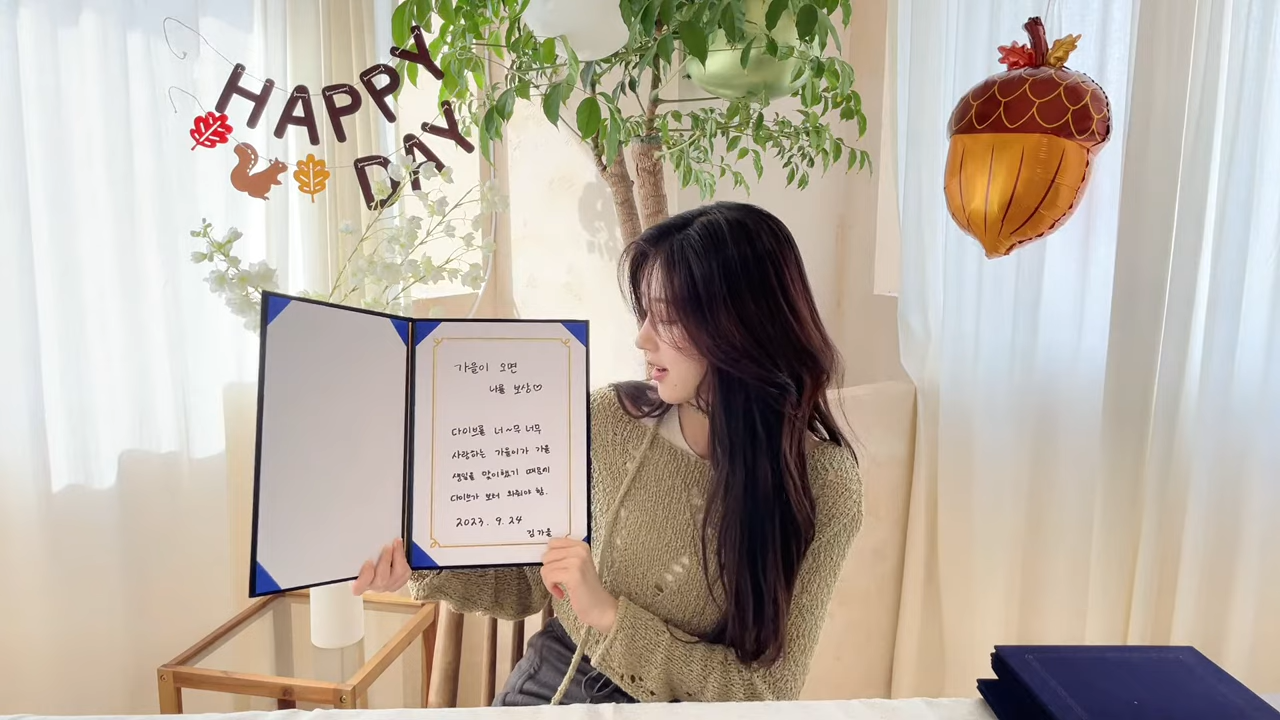 HAPPY
DAY
가을이 오면
나를 보상♡
다이브를 너~무 너무
사랑하는 가을이가 가을
생일을 맞이했기 때문에
다이브가 보러 와줘야 함.
2023. 9. 24
김가을